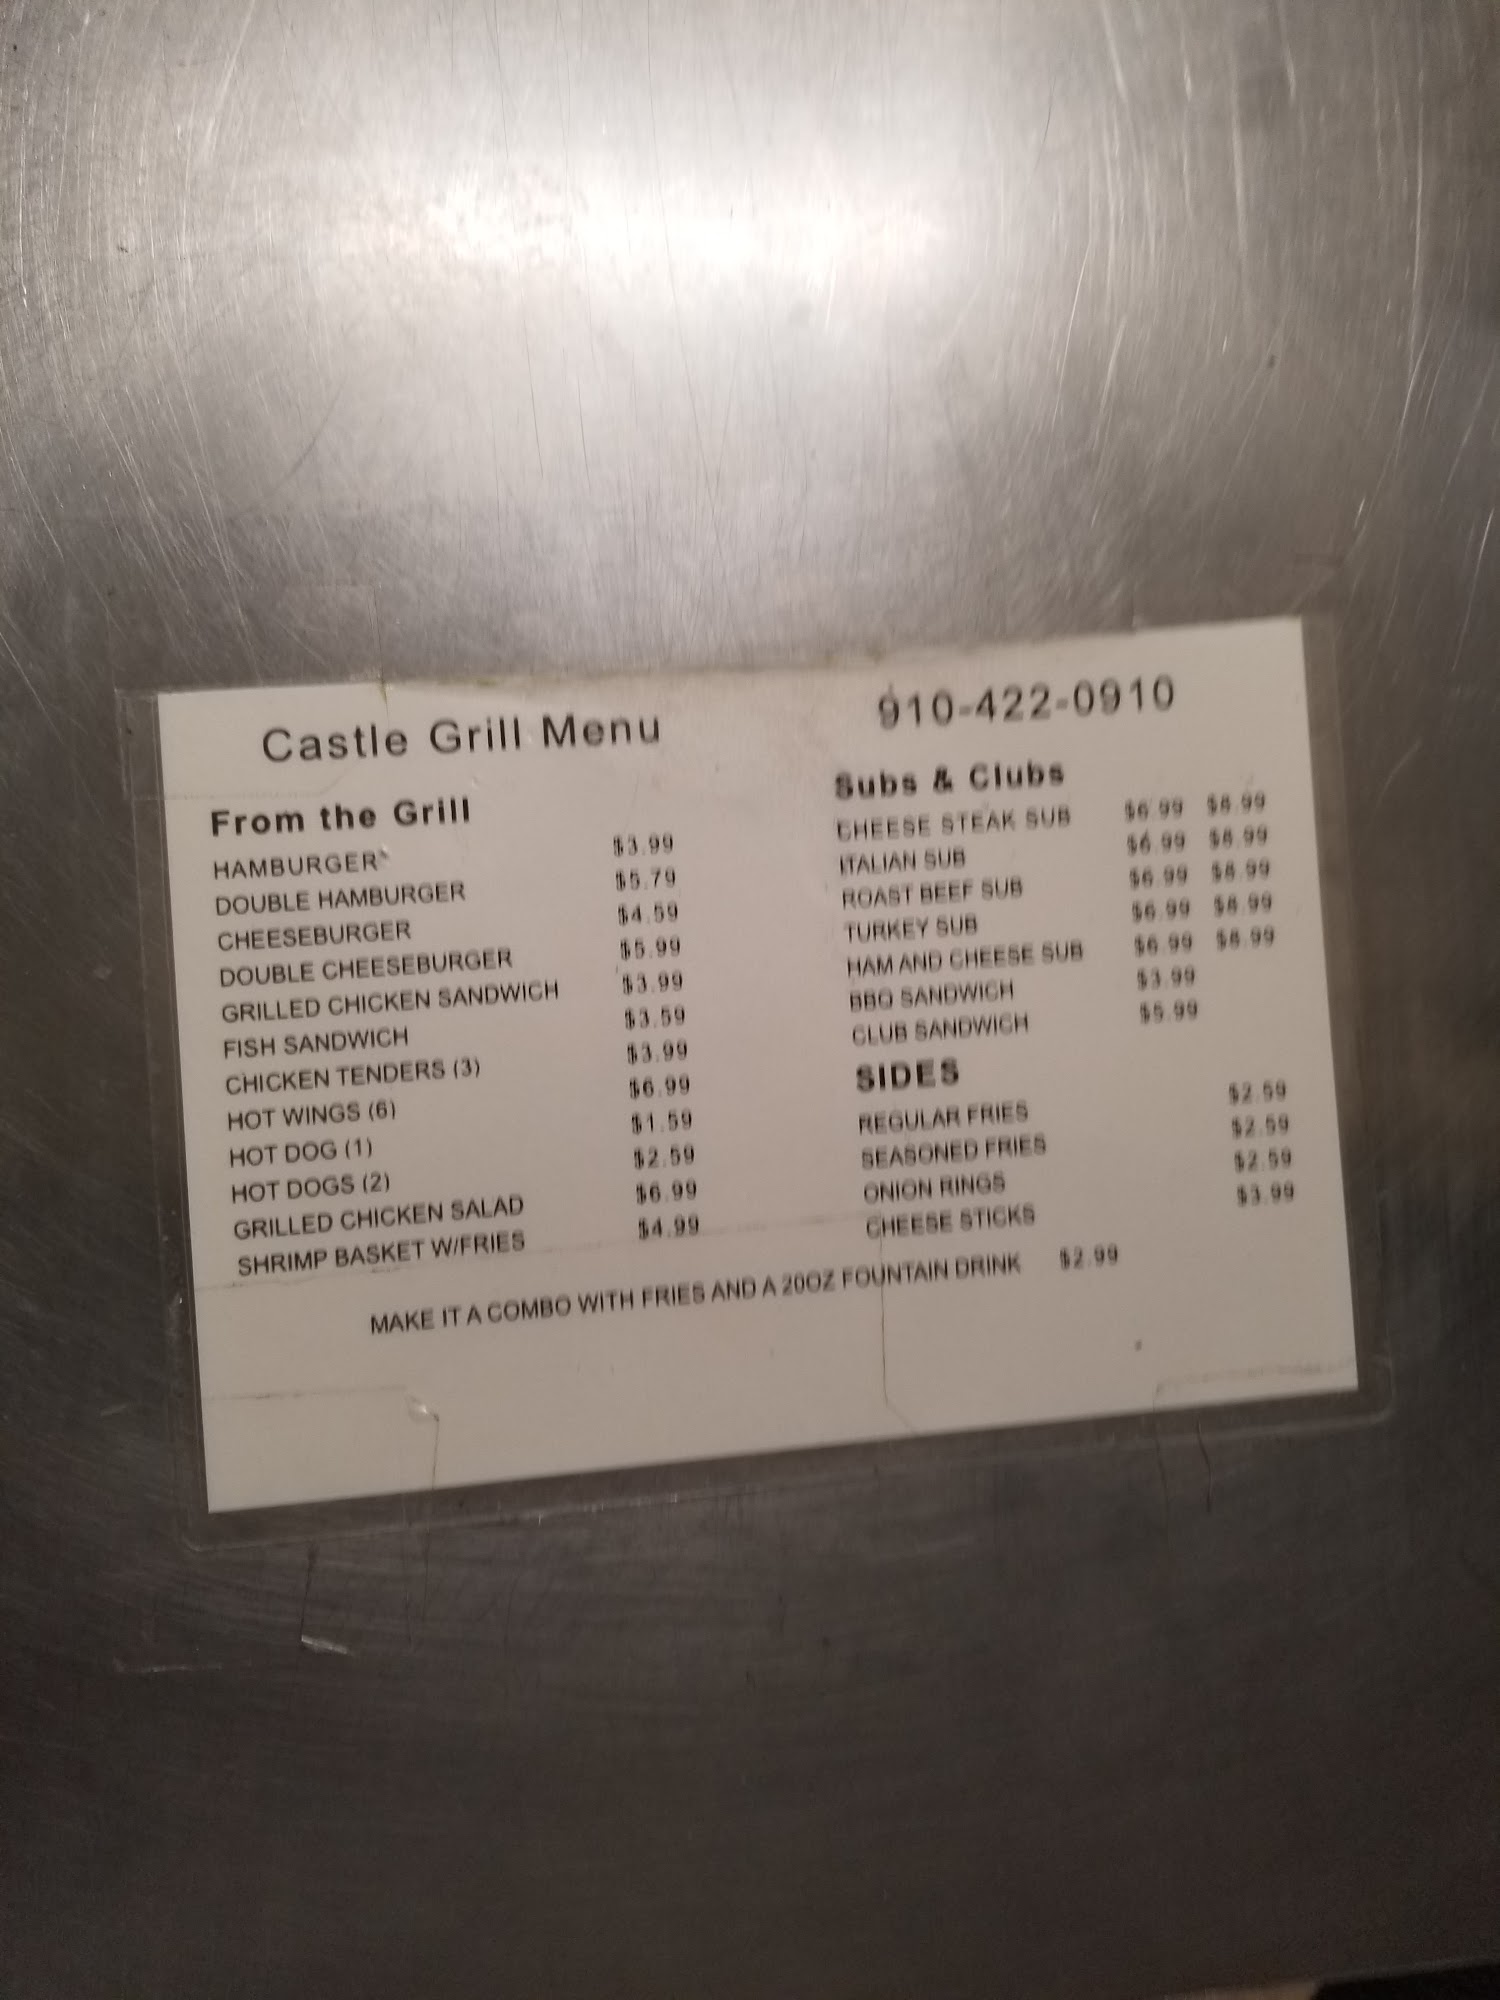 Castle Grill Menu
910-422-0910
From the Grill
HAMBURGER $3.99
DOUBLE HAMBURGER $5.79
CHEESEBURGER $4.59
DOUBLE CHEESEBURGER $5.99
GRILLED CHICKEN SANDWICH $3.99
FISH SANDWICH $3.59
CHICKEN TENDERS (3) $3.99
HOT WINGS (6) $6.99
HOT DOG (1) $1.59
HOT DOGS (2) $2.59
GRILLED CHICKEN SALAD $6.99
SHRIMP BASKET W/FRIES $4.99
Subs & Clubs
CHEESE STEAK SUB $6.99 $8.99
ITALIAN SUB $6.99 $8.99
ROAST BEEF SUB $6.99 $8.99
TURKEY SUB $6.99 $8.99
HAM AND CHEESE SUB $6.99 $8.99
BBQ SANDWICH $3.99
CLUB SANDWICH $5.99
SIDES
REGULAR FRIES $2.59
SEASONED FRIES $2.59
ONION RINGS $2.59
CHEESE STICKS $3.99
MAKE IT A COMBO WITH FRIES AND A 20OZ FOUNTAIN DRINK $2.99